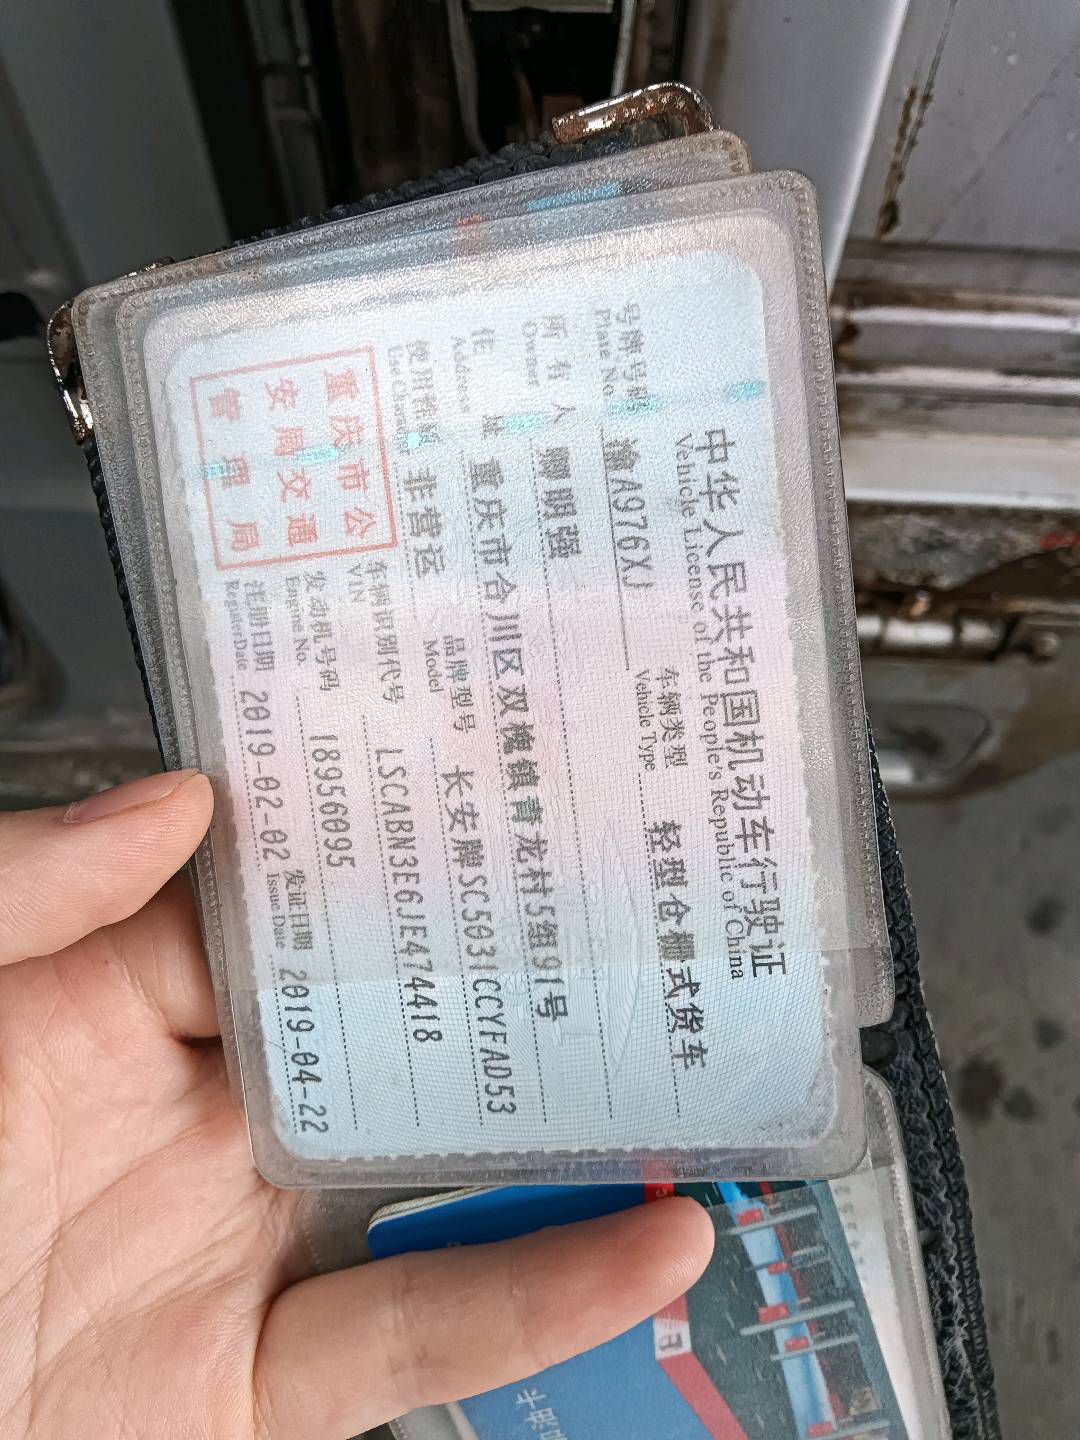 中华人民共和国机动车行驶证
Vehicle License of the People's Republic of China
号牌号码 渝A976XJ 车辆类型 轻型仓栅式货车
Plate No. Vehicle Type
所有人 卿明强
Owner
住址 重庆市合川区双槐镇青龙村5组91号
Address
使用性质 非营运 品牌型号 长安牌SC5031CCYFAD53
Use Character Model
重庆市公
安局交通
管理局
车辆识别代号 LSCABN3E6JE474418
VIN
发动机号码 18956095
Engine No.
注册日期 2019-02-02 发证日期 2019-04-22
Register Date Issue Date